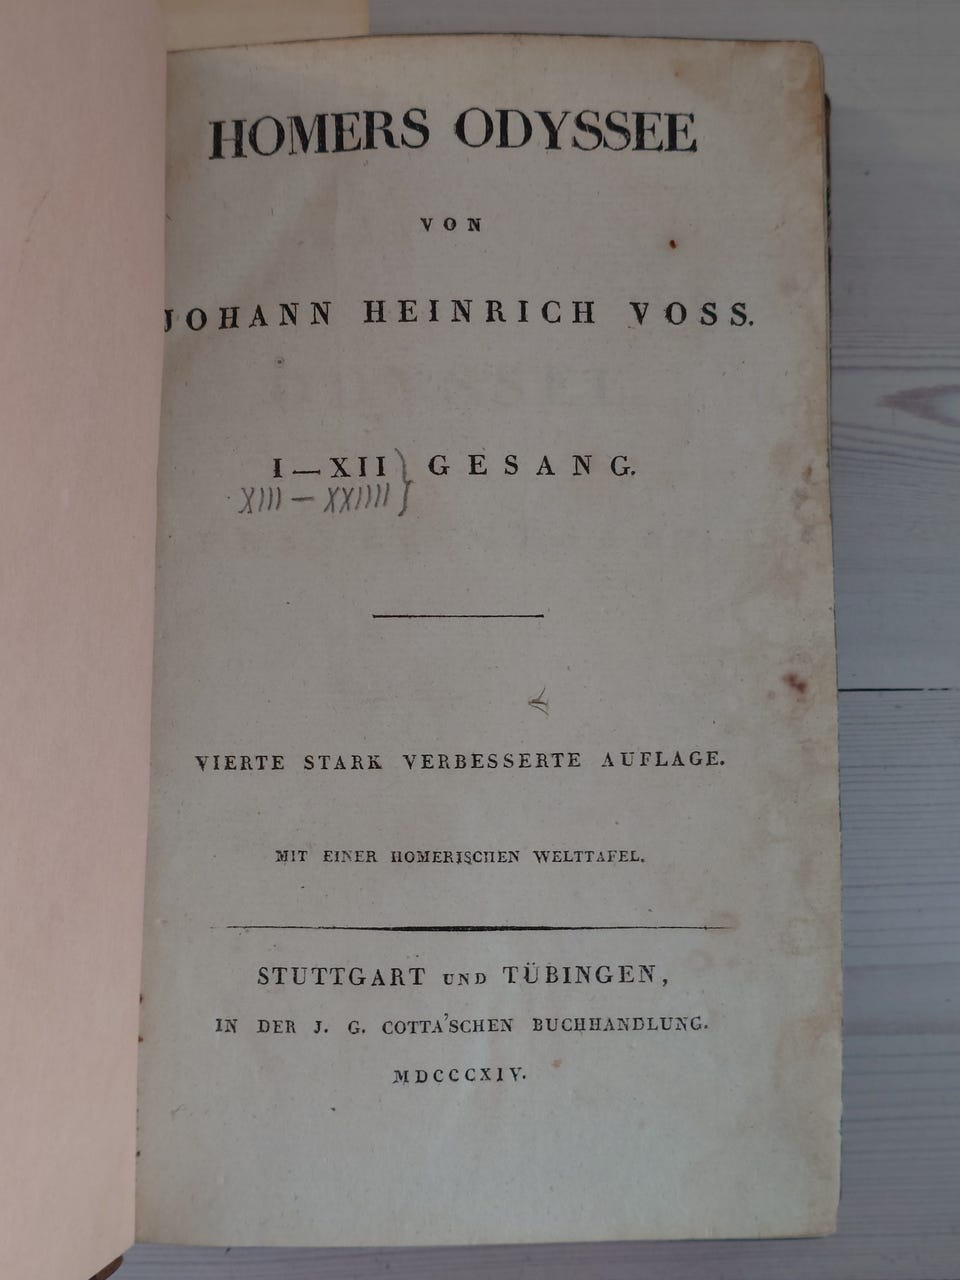 HOMERS ODYSSEE
VON
JOHANN HEINRICH VOSS.
I—XII } GESANG.
XIII — XXIIII }
VIERTE STARK VERBESSERTE AUFLAGE.
MIT EINER HOMERISCHEN WELTTAFEL.
STUTTGART UND TÜBINGEN,
IN DER J. G. COTTA'SCHEN BUCHHANDLUNG.
MDCCCXIV.